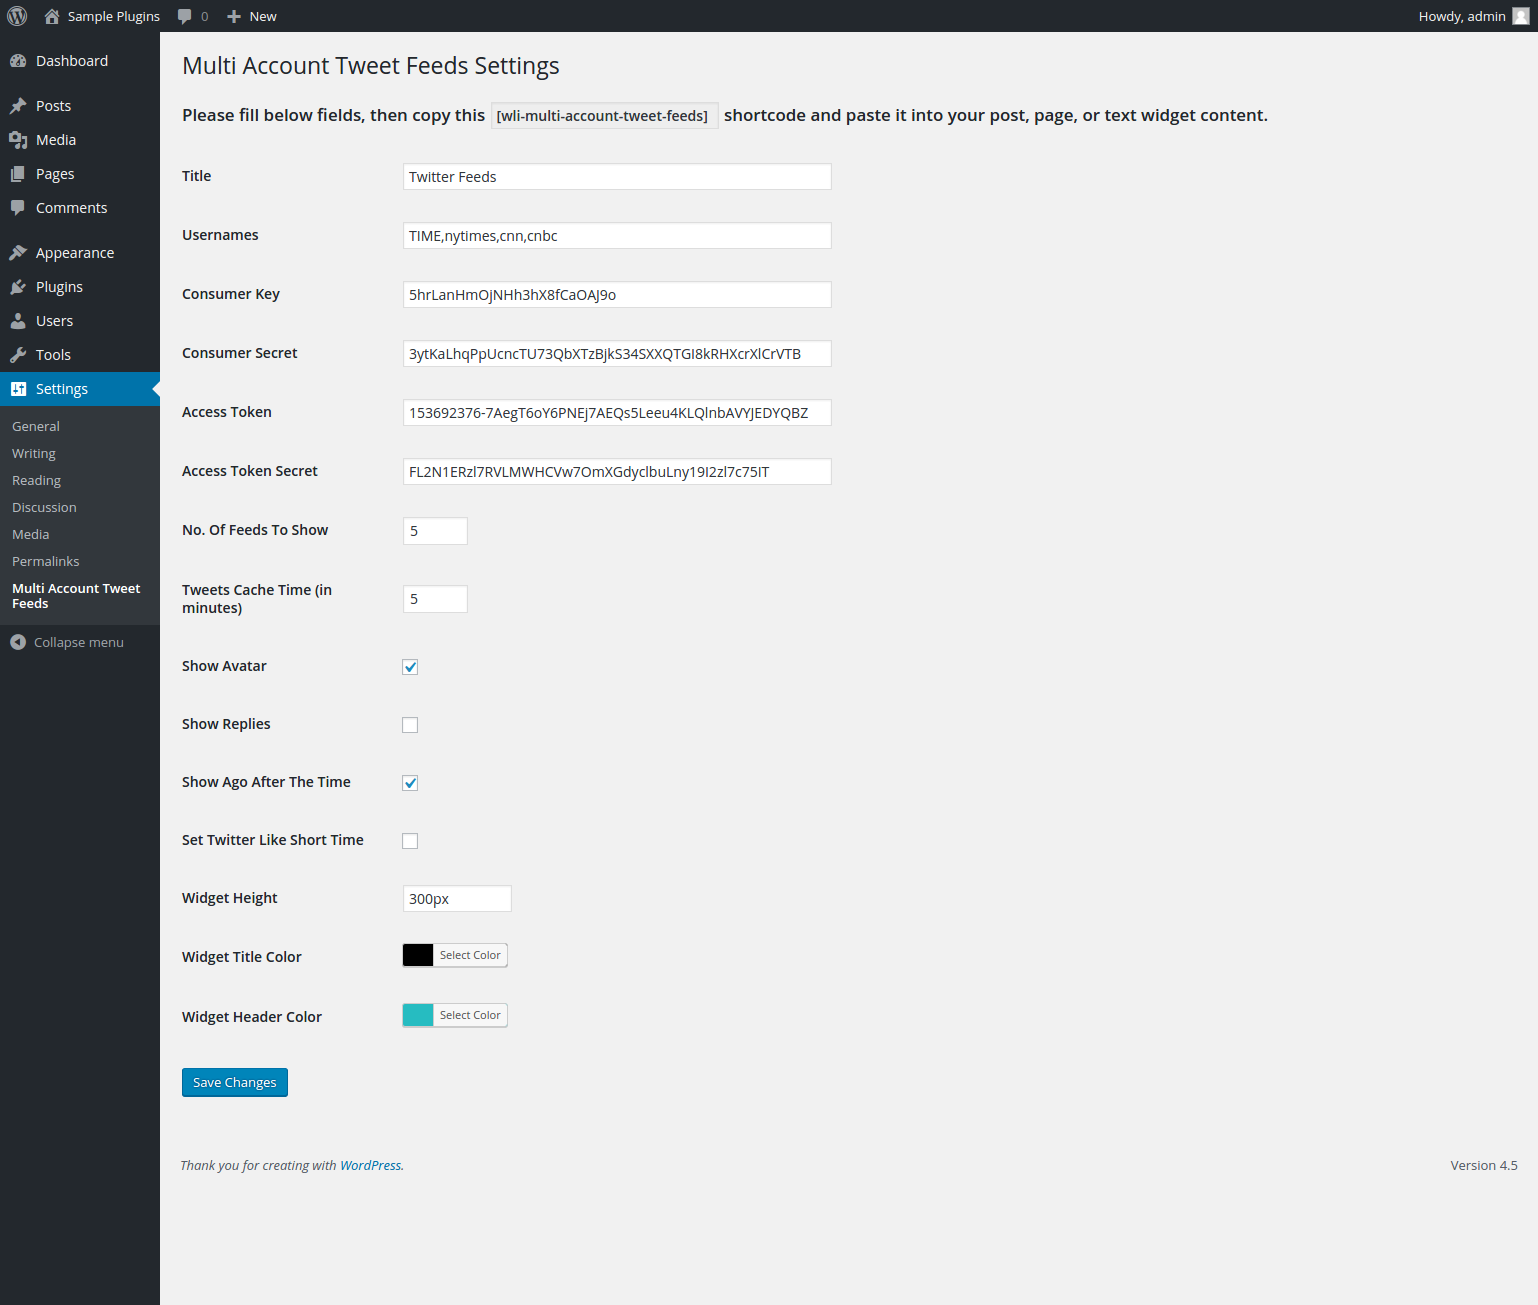 Sample Plugins 0 New Howdy, admin
Dashboard
Posts
Media
Pages
Comments
Appearance
Plugins
Users
Tools
Settings
General
Writing
Reading
Discussion
Media
Permalinks
Multi Account Tweet
Feeds
Collapse menu
Multi Account Tweet Feeds Settings
Please fill below fields, then copy this [wli-multi-account-tweet-feeds] shortcode and paste it into your post, page, or text widget content.
Title Twitter Feeds
Usernames TIME,nytimes,cnn,cnbc
Consumer Key 5hrLanHmOjNHh3hX8fCaOAJ9o
Consumer Secret 3ytKaLhqPpUcncTU73QbXTzBjkS34SXXQTGI8kRHXcrXlCrVTB
Access Token 153692376-7AegT6oY6PNEj7AEQs5Leeu4KLQlnbAVYJEDYQBZ
Access Token Secret FL2N1ERzl7RVLMWHCVw7OmXGdyclbuLny19I2zl7c75IT
No. Of Feeds To Show 5
Tweets Cache Time (in
minutes) 5
Show Avatar
Show Replies
Show Ago After The Time
Set Twitter Like Short Time
Widget Height 300px
Widget Title Color Select Color
Widget Header Color Select Color
Save Changes
Thank you for creating with WordPress. Version 4.5